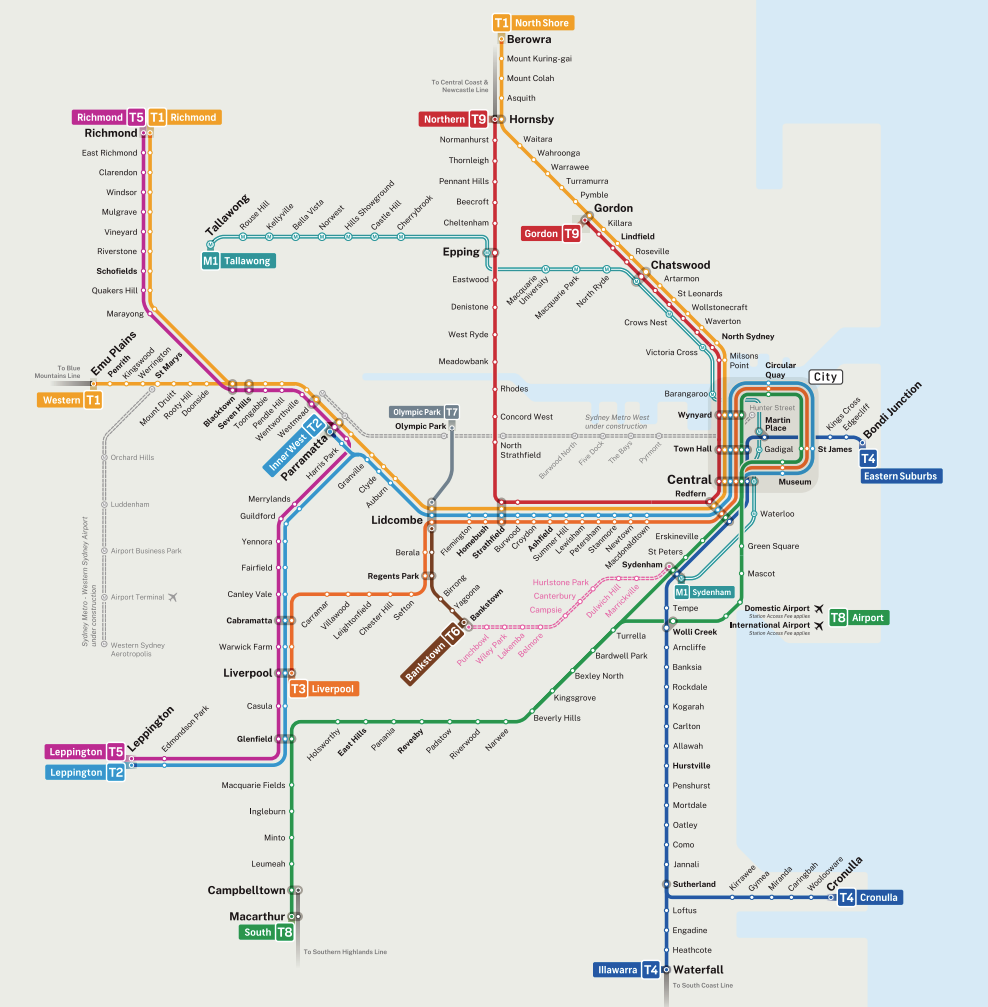 T1 North Shore
Berowra
Mount Kuring-gai
Mount Colah
To Central Coast &
Newcastle Line
Asquith
Northern T9
Hornsby
Richmond T5
T1 Richmond
Richmond
East Richmond
Clarendon
Windsor
Mulgrave
Vineyard
Riverstone
Schofields
Quakers Hill
Marayong
Normanhurst
Thornleigh
Pennant Hills
Beecroft
Cheltenham
Epping
Eastwood
Denistone
West Ryde
Meadowbank
Rhodes
Concord West
North
Strathfield
Waitara
Wahroonga
Warrawee
Turramurra
Pymble
Gordon
Gordon T9
Killara
Lindfield
Roseville
Chatswood
Artarmon
St Leonards
Wollstonecraft
Waverton
North Sydney
Milsons
Point
Tallawong
M1 Tallawong
Rouse Hill
Kellyville
Bella Vista
Norwest
Hills Showground
Castle Hill
Cherrybrook
Macquarie
University
Macquarie Park
North Ryde
Crows Nest
Victoria Cross
Barangaroo
To Blue
Mountains Line
Western T1
Emu Plains
Penrith
Kingswood
Werrington
St Marys
Mount Druitt
Rooty Hill
Doonside
Blacktown
Seven Hills
Toongabbie
Pendle Hill
Wentworthville
Westmead
Inner West T2
Parramatta
Harris Park
Granville
Clyde
Auburn
Lidcombe
Olympic Park T7
Olympic Park
Sydney Metro West
under construction
Burwood North
Five Dock
The Bays
Pyrmont
Hunter Street
Circular
Quay
City
Wynyard
Martin
Place
Town Hall
Gadigal
St James
Central
Museum
Redfern
Kings Cross
Edgecliff
Bondi Junction
T4
Eastern Suburbs
Orchard Hills
Luddenham
Airport Business Park
Airport Terminal
Western Sydney
Aerotropolis
Sydney Metro - Western Sydney Airport
under construction
Merrylands
Guildford
Yennora
Fairfield
Canley Vale
Cabramatta
Warwick Farm
Liverpool
T3 Liverpool
Casula
Glenfield
Leppington
Edmondson Park
Leppington T5
Leppington T2
Berala
Regents Park
Carramar
Villawood
Leightonfield
Chester Hill
Sefton
Birrong
Yagoona
Bankstown
Bankstown T6
Punchbowl
Wiley Park
Lakemba
Belmore
Campsie
Canterbury
Hurlstone Park
Dulwich Hill
Marrickville
Flemington
Homebush
Strathfield
Burwood
Croydon
Ashfield
Summer Hill
Lewisham
Petersham
Stanmore
Newtown
Macdonaldtown
Erskineville
St Peters
Sydenham
M1 Sydenham
Waterloo
Green Square
Mascot
Domestic Airport
Station Access Fee applies
International Airport
Station Access Fee applies
T8 Airport
Tempe
Wolli Creek
Turrella
Bardwell Park
Bexley North
Kingsgrove
Beverly Hills
Narwee
Riverwood
Padstow
Revesby
Panania
East Hills
Holsworthy
Macquarie Fields
Ingleburn
Minto
Leumeah
Campbelltown
Macarthur
South T8
To Southern Highlands Line
Arncliffe
Banksia
Rockdale
Kogarah
Carlton
Allawah
Hurstville
Penshurst
Mortdale
Oatley
Como
Jannali
Sutherland
Kirrawee
Gymea
Miranda
Caringbah
Woolooware
Cronulla
T4 Cronulla
Loftus
Engadine
Heathcote
Illawarra T4
Waterfall
To South Coast Line